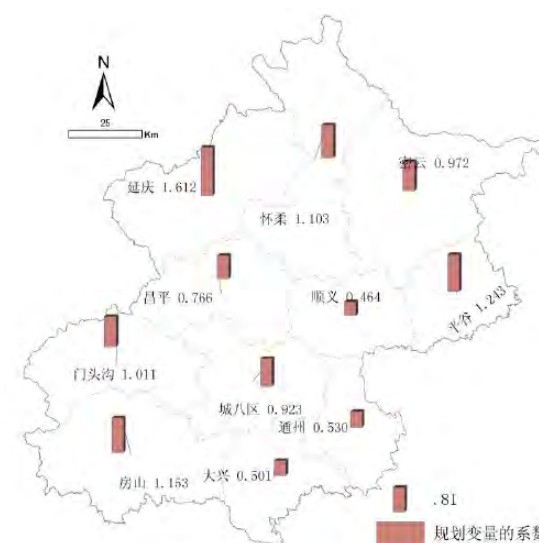 N
25
Km
密云 0.972
延庆 1.612
怀柔 1.103
昌平 0.766
顺义 0.464
平谷 1.243
门头沟 1.011
城八区 0.923
通州 0.530
大兴 0.501
房山 1.153
.81
规划变量的系数